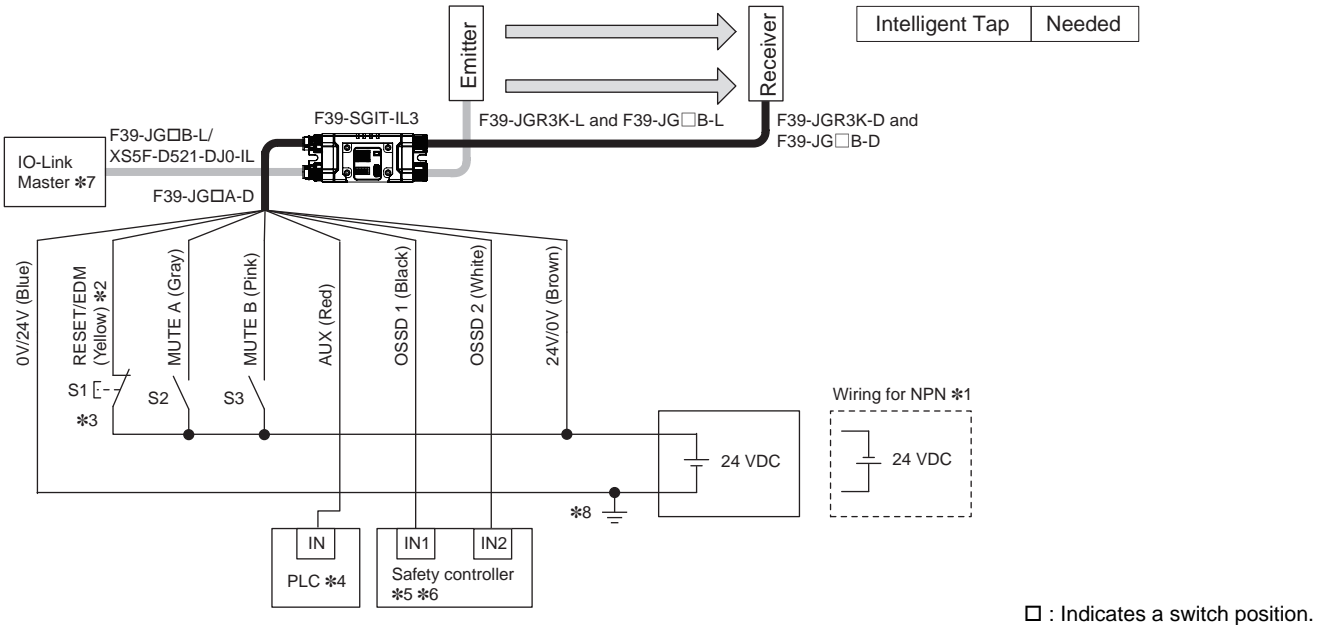 Intelligent Tap Needed
Emitter
Receiver
F39-SGIT-IL3
F39-JGR3K-L and F39-JG□B-L
F39-JGR3K-D and
F39-JG□B-D
F39-JG□B-L/
XS5F-D521-DJ0-IL
IO-Link
Master ✱7
F39-JG□A-D
0V/24V (Blue)
RESET/EDM
(Yellow) ✱2
MUTE A (Gray)
MUTE B (Pink)
AUX (Red)
OSSD 1 (Black)
OSSD 2 (White)
24V/0V (Brown)
S1
✱3
S2
S3
Wiring for NPN ✱1
24 VDC
24 VDC
✱8
IN
PLC ✱4
IN1
IN2
Safety controller
✱5 ✱6
□ : Indicates a switch position.